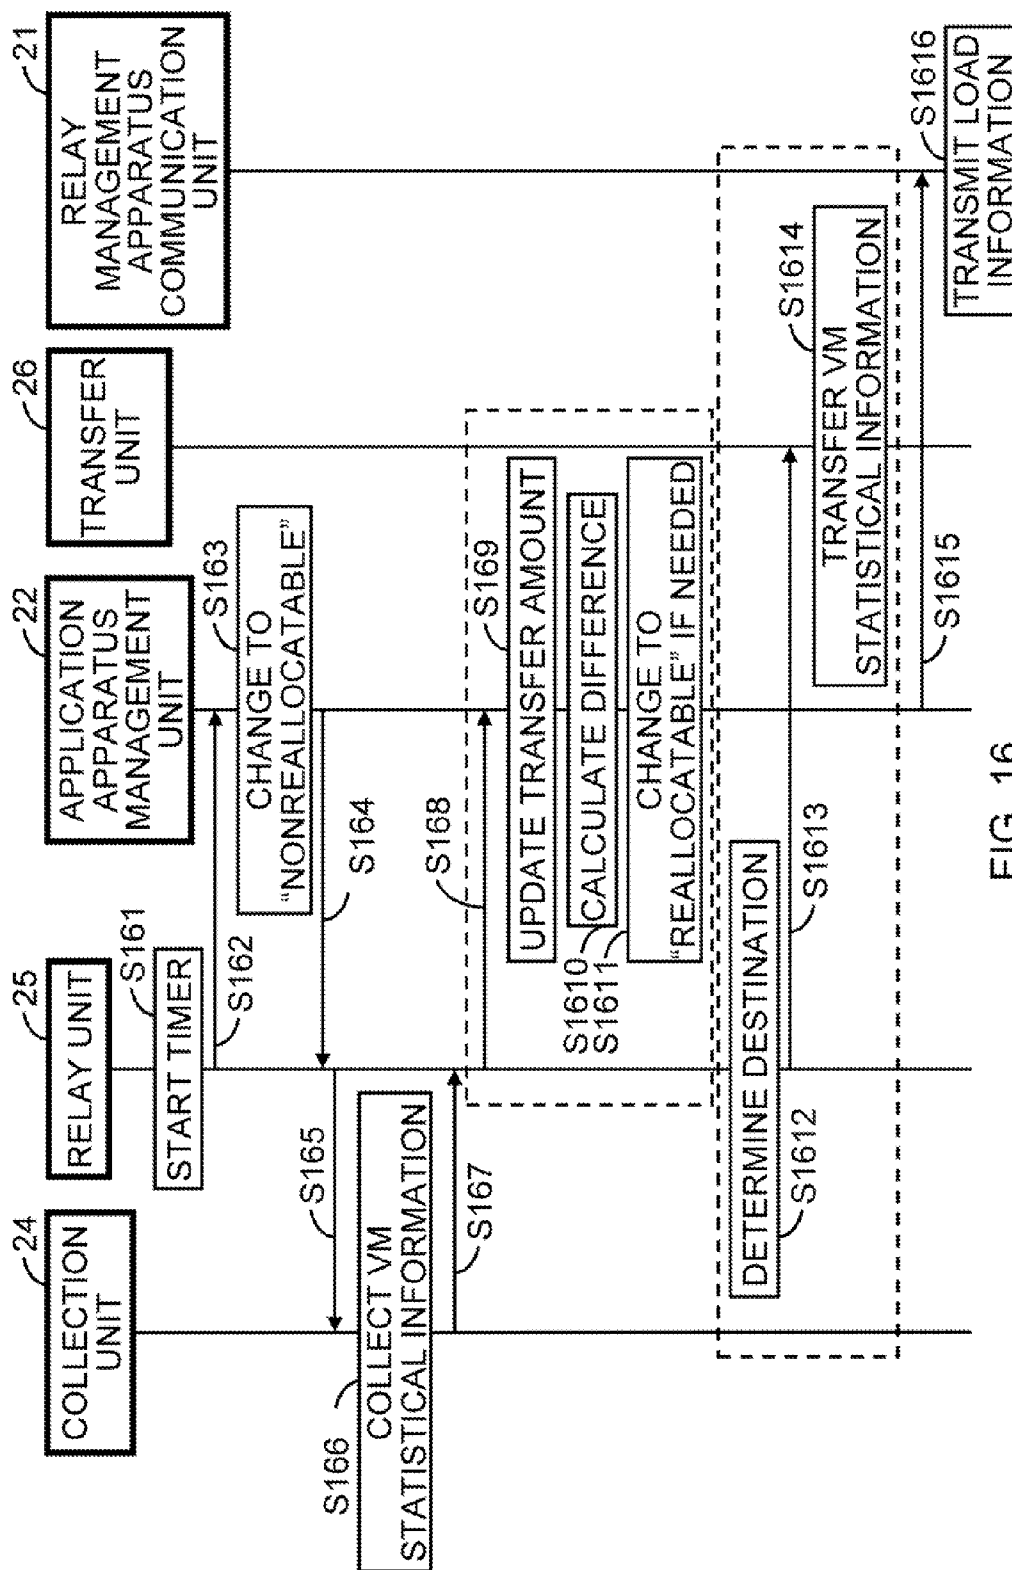 24
COLLECTION
UNIT
25
RELAY UNIT
22
APPLICATION
APPARATUS
MANAGEMENT
UNIT
26
TRANSFER
UNIT
21
RELAY
MANAGEMENT
APPARATUS
COMMUNICATION
UNIT
S161
START TIMER
S162
S163
CHANGE TO
“NONREALLOCATABLE”
S164
S165
S166
COLLECT VM
STATISTICAL INFORMATION
S167
S168
S169
UPDATE TRANSFER AMOUNT
S1610
CALCULATE DIFFERENCE
S1611
CHANGE TO
“REALLOCATABLE” IF NEEDED
DETERMINE DESTINATION
S1612
S1613
S1614
TRANSFER VM
STATISTICAL INFORMATION
S1615
S1616
TRANSMIT LOAD
INFORMATION
FIG. 16